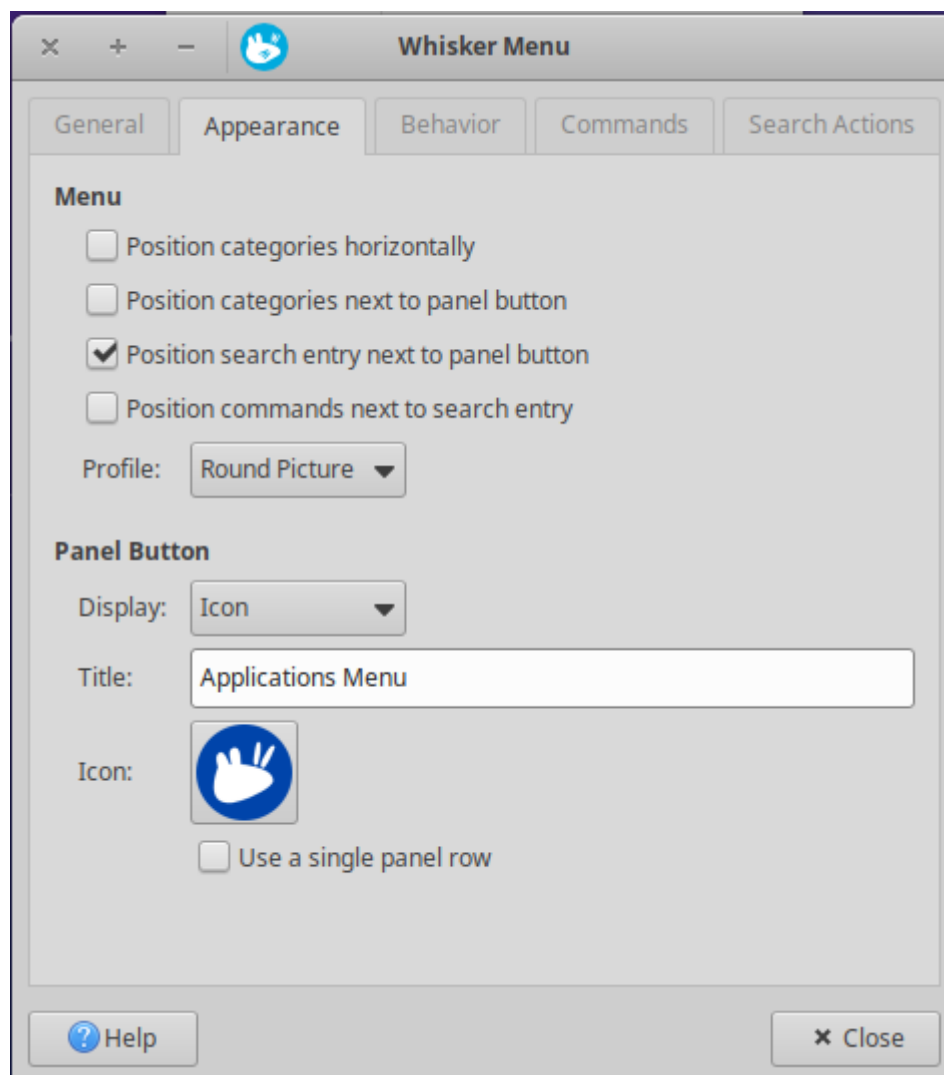 Whisker Menu
General Appearance Behavior Commands Search Actions
Menu
Position categories horizontally
Position categories next to panel button
Position search entry next to panel button
Position commands next to search entry
Profile: Round Picture
Panel Button
Display: Icon
Title: Applications Menu
Icon:
Use a single panel row
Help Close